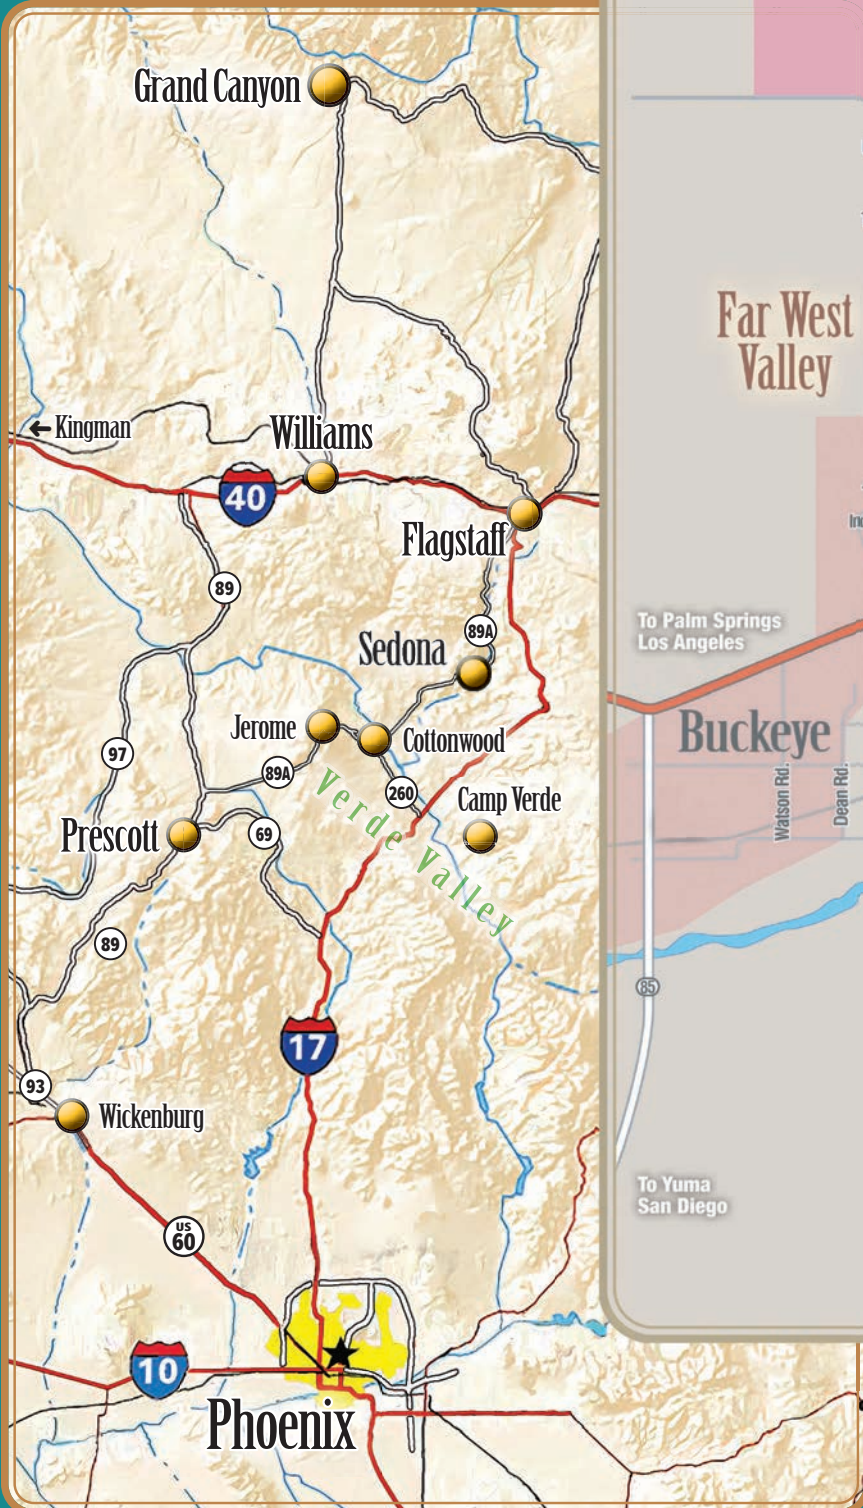 Grand Canyon
Far West
Valley
← Kingman
Williams
40
Flagstaff
89
To Palm Springs
Los Angeles
89A
Sedona
Jerome
Cottonwood
Buckeye
97
89A
260
Camp Verde
Watson Rd.
Dean Rd.
Verde Valley
Prescott
69
89
85
17
93
Wickenburg
To Yuma
San Diego
US
60
10
Phoenix